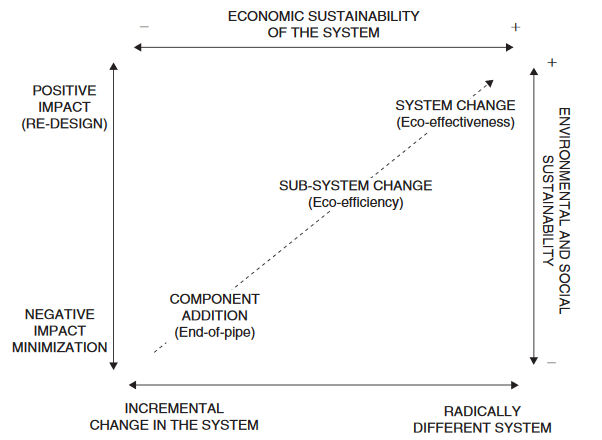 ECONOMIC SUSTAINABILITY
OF THE SYSTEM
– +
POSITIVE
IMPACT
(RE-DESIGN)
+
SYSTEM CHANGE
(Eco-effectiveness)
ENVIRONMENTAL AND SOCIAL
SUSTAINABILITY
SUB-SYSTEM CHANGE
(Eco-efficiency)
COMPONENT
ADDITION
(End-of-pipe)
NEGATIVE
IMPACT
MINIMIZATION
–
INCREMENTAL
CHANGE IN THE SYSTEM
RADICALLY
DIFFERENT SYSTEM